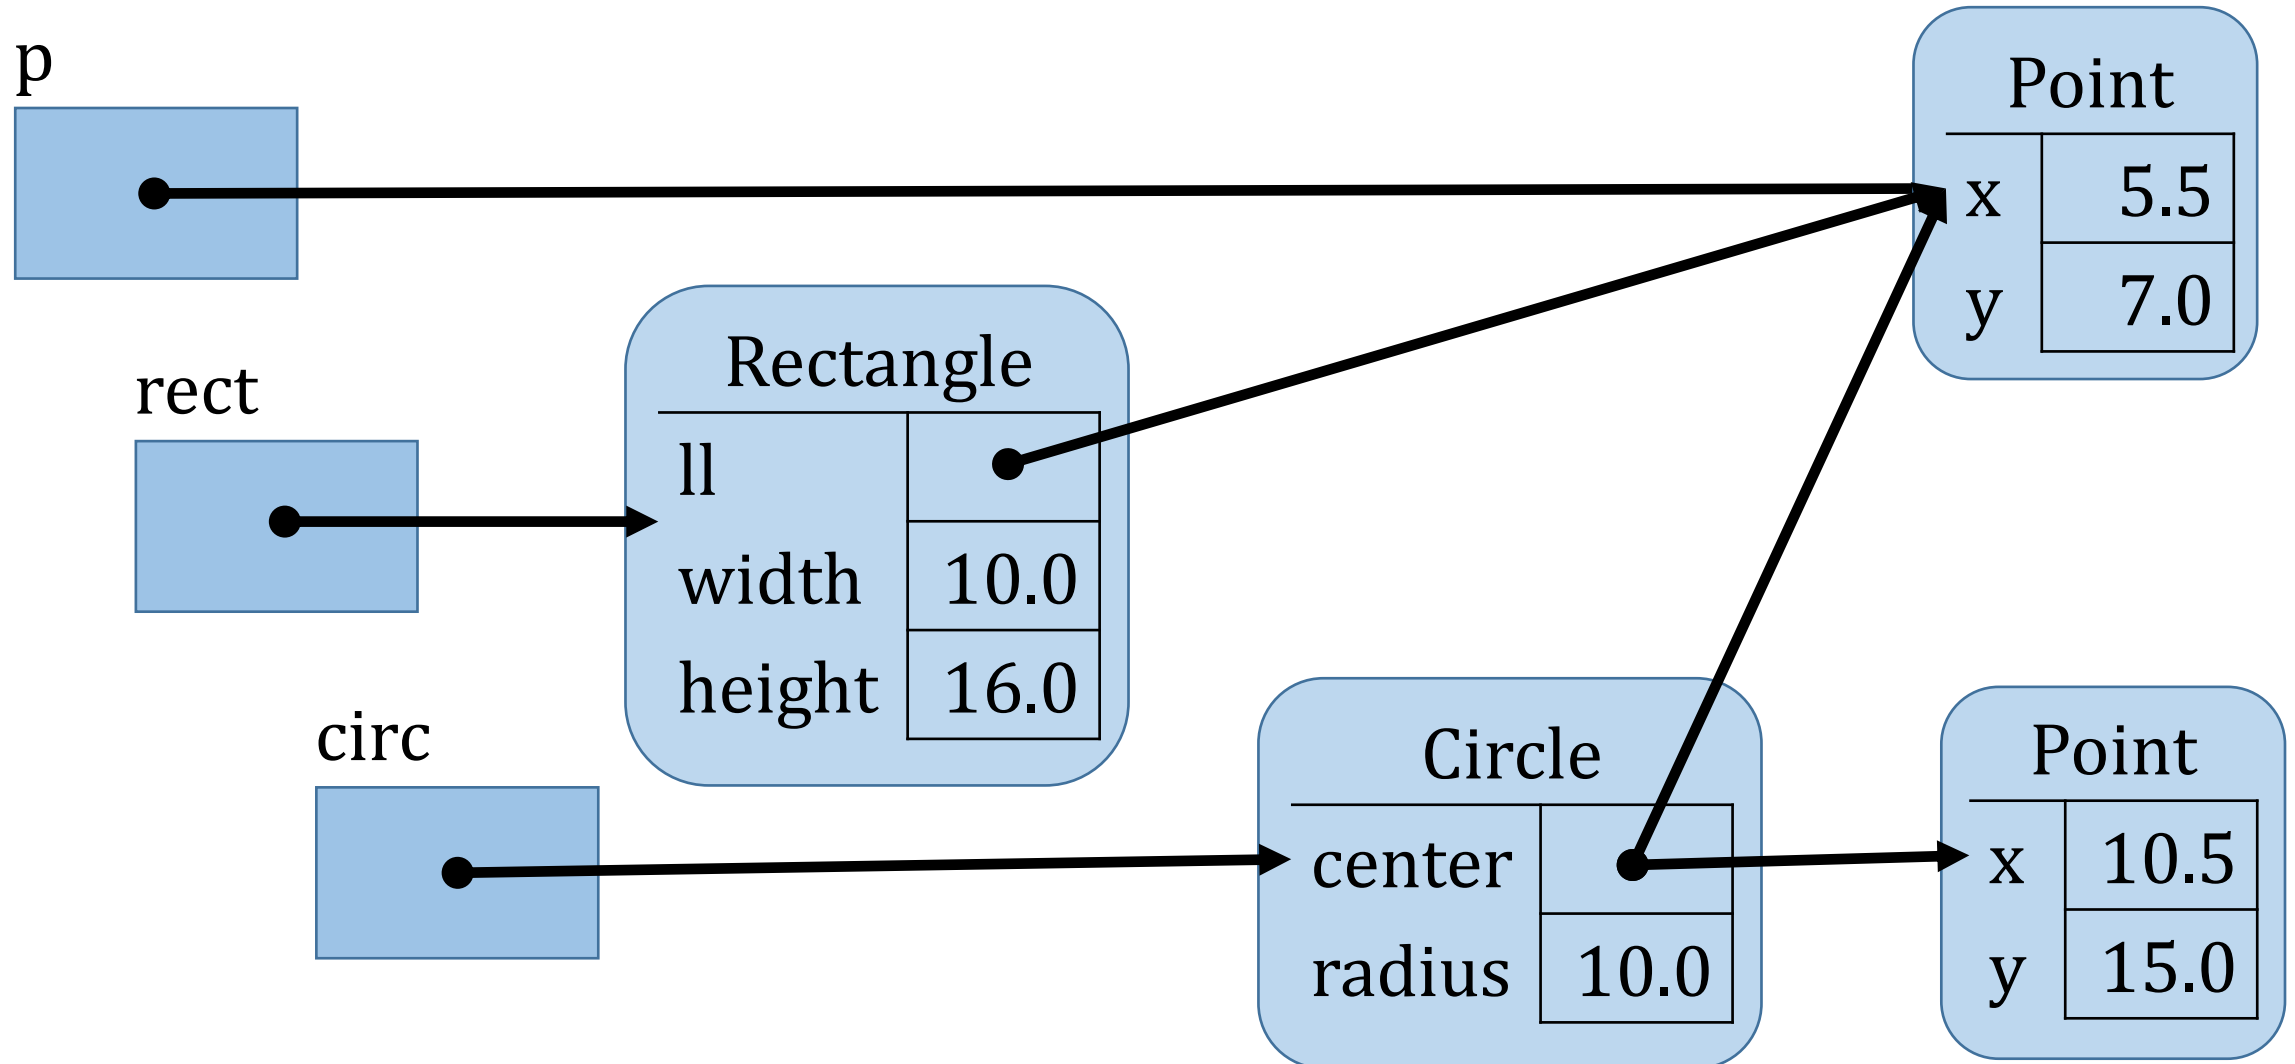 p
Point
x 5.5
y 7.0
rect
Rectangle
ll
width 10.0
height 16.0
circ
Circle
center
radius 10.0
Point
x 10.5
y 15.0